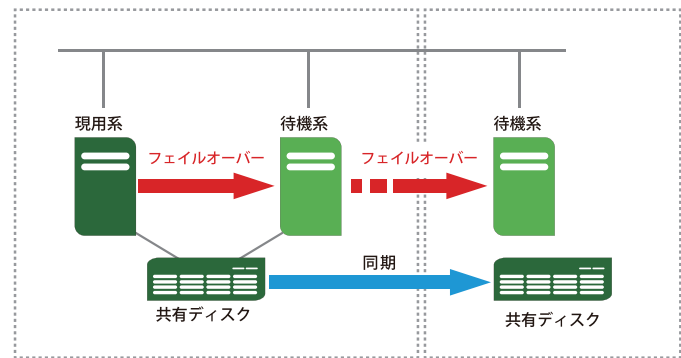 現用系
待機系
待機系
フェイルオーバー
フェイルオーバー
同期
共有ディスク
共有ディスク